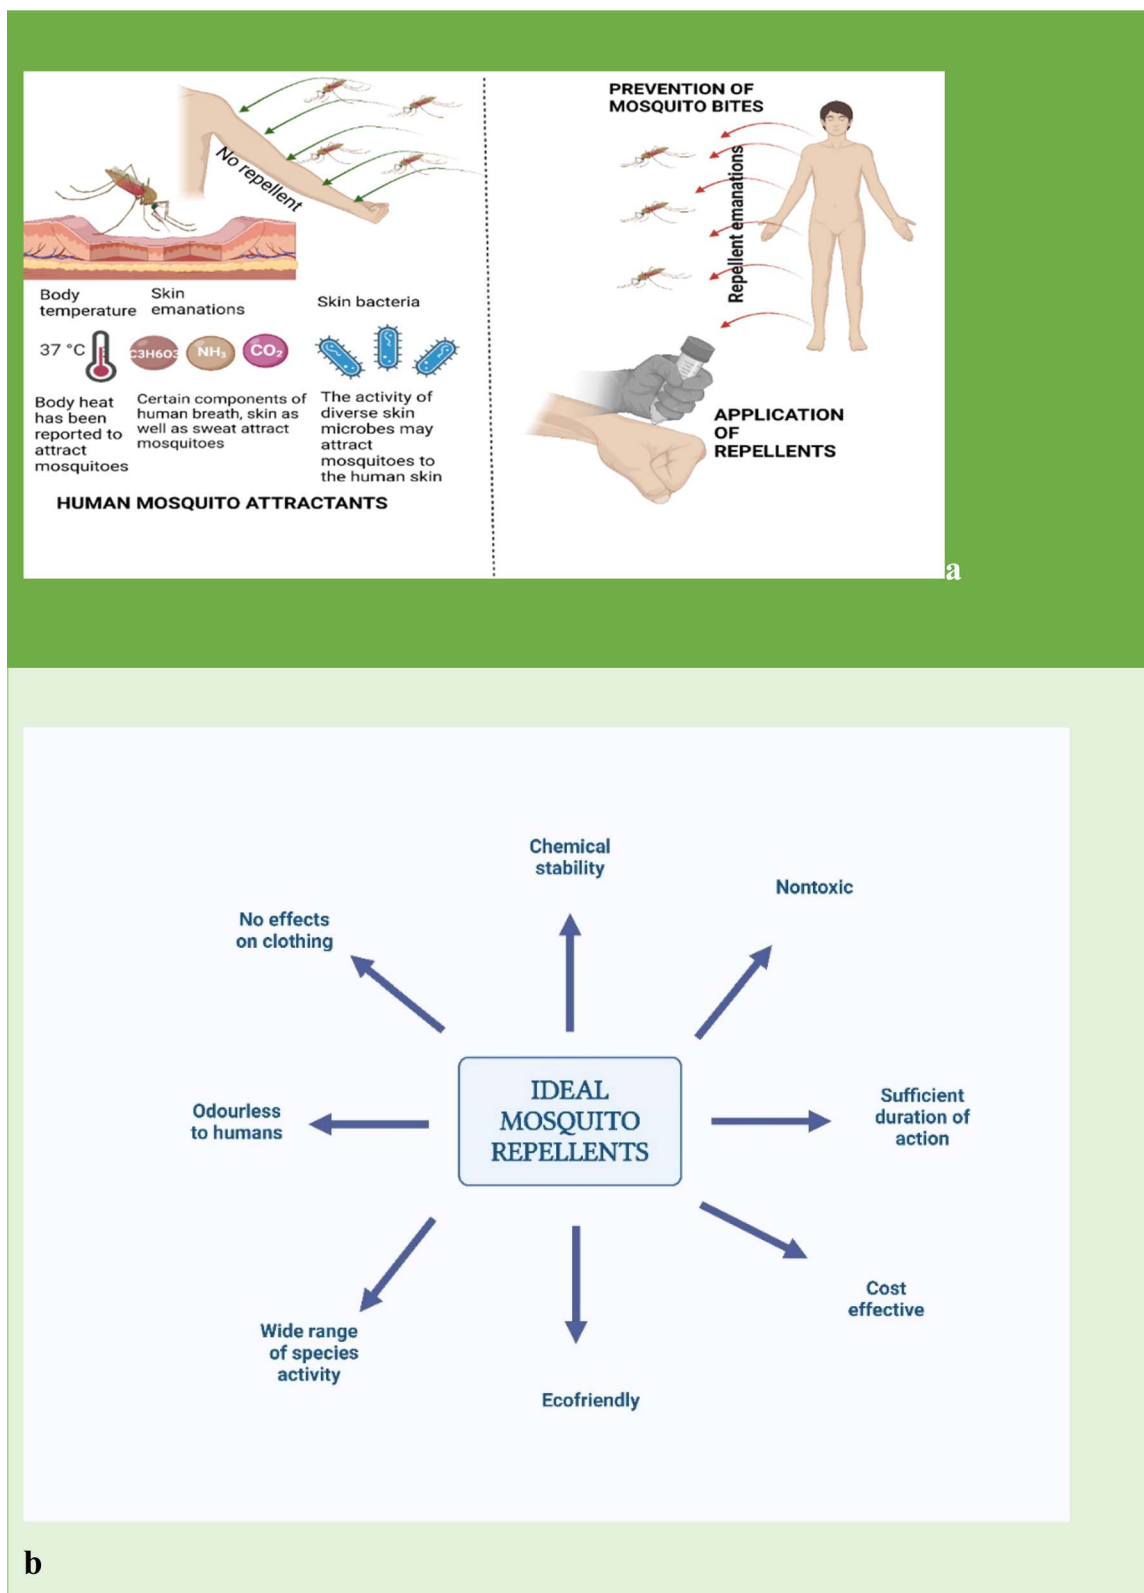 No repellent
Body
temperature
Skin
emanations
Skin bacteria
37 °C
C3H6O3
NH₃
CO₂
Body heat
has been
reported to
attract
mosquitoes
Certain components of
human breath, skin as
well as sweat attract
mosquitoes
The activity of
diverse skin
microbes may
attract
mosquitoes to
the human skin
HUMAN MOSQUITO ATTRACTANTS
PREVENTION OF
MOSQUITO BITES
Repellent emanations
APPLICATION
OF
REPELLENTS
a
Chemical
stability
Nontoxic
No effects
on clothing
Odourless
to humans
IDEAL
MOSQUITO
REPELLENTS
Sufficient
duration of
action
Cost
effective
Wide range
of species
activity
Ecofriendly
b